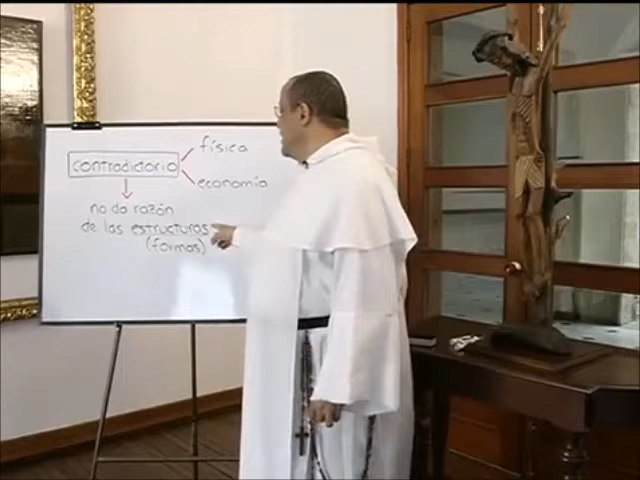 física
contradictorio
economía
no da razón
de las estructuras
(formas)